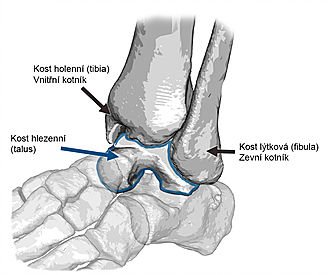 Kost holenní (tibia)
Vnitřní kotník
Kost hlezenní
(talus)
Kost lýtková (fibula)
Zevní kotník